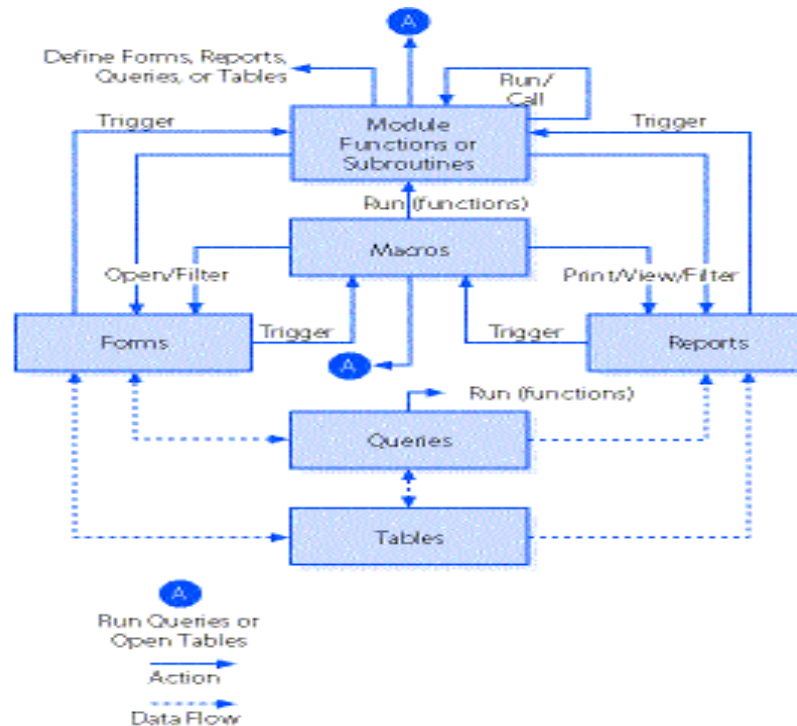 A
Define Forms, Reports,
Queries, or Tables
Run/
Call
Trigger
Module
Functions or
Subroutines
Trigger
Run (functions)
Macros
Open/Filter
Print/View/Filter
Forms
Trigger
Trigger
Reports
A
Run (functions)
Queries
Tables
A
Run Queries or
Open Tables
Action
Data Flow